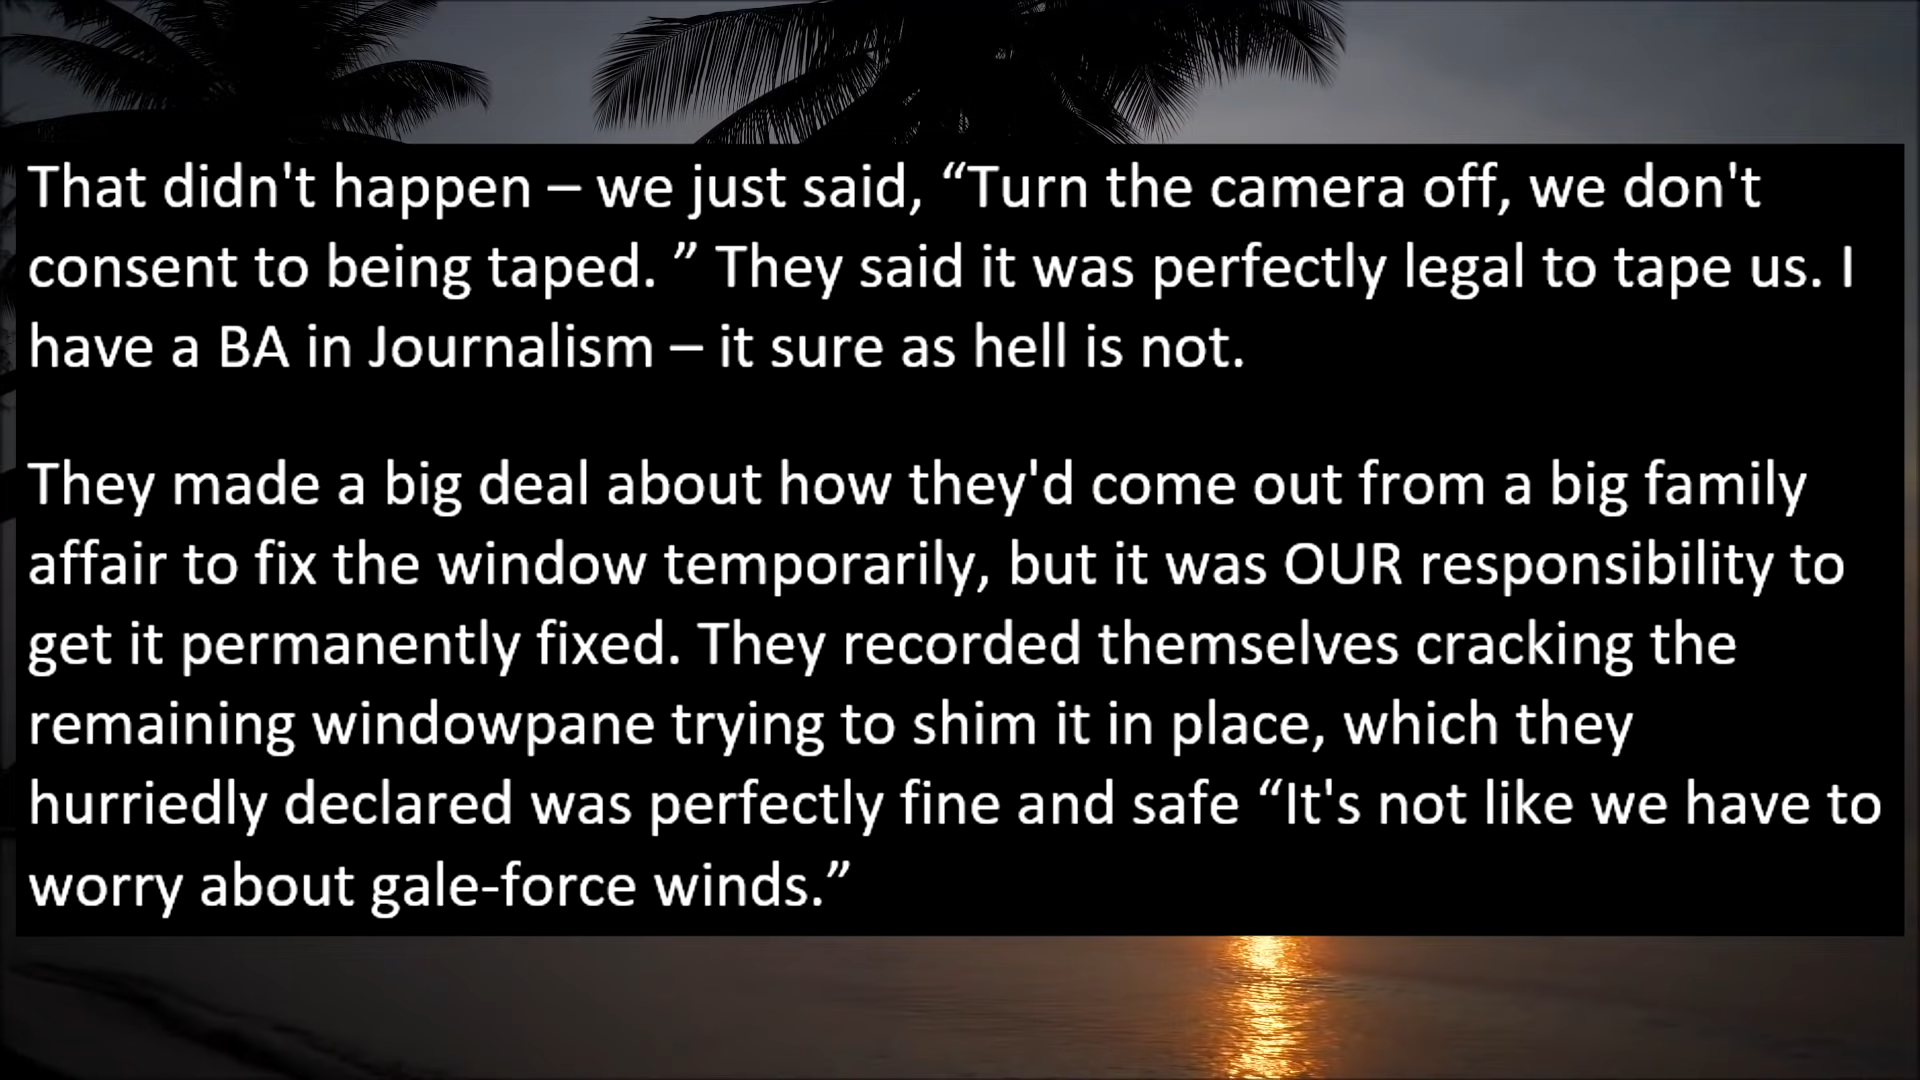 That didn't happen – we just said, “Turn the camera off, we don't
consent to being taped. ” They said it was perfectly legal to tape us. I
have a BA in Journalism – it sure as hell is not.
They made a big deal about how they'd come out from a big family
affair to fix the window temporarily, but it was OUR responsibility to
get it permanently fixed. They recorded themselves cracking the
remaining windowpane trying to shim it in place, which they
hurriedly declared was perfectly fine and safe “It's not like we have to
worry about gale-force winds.”